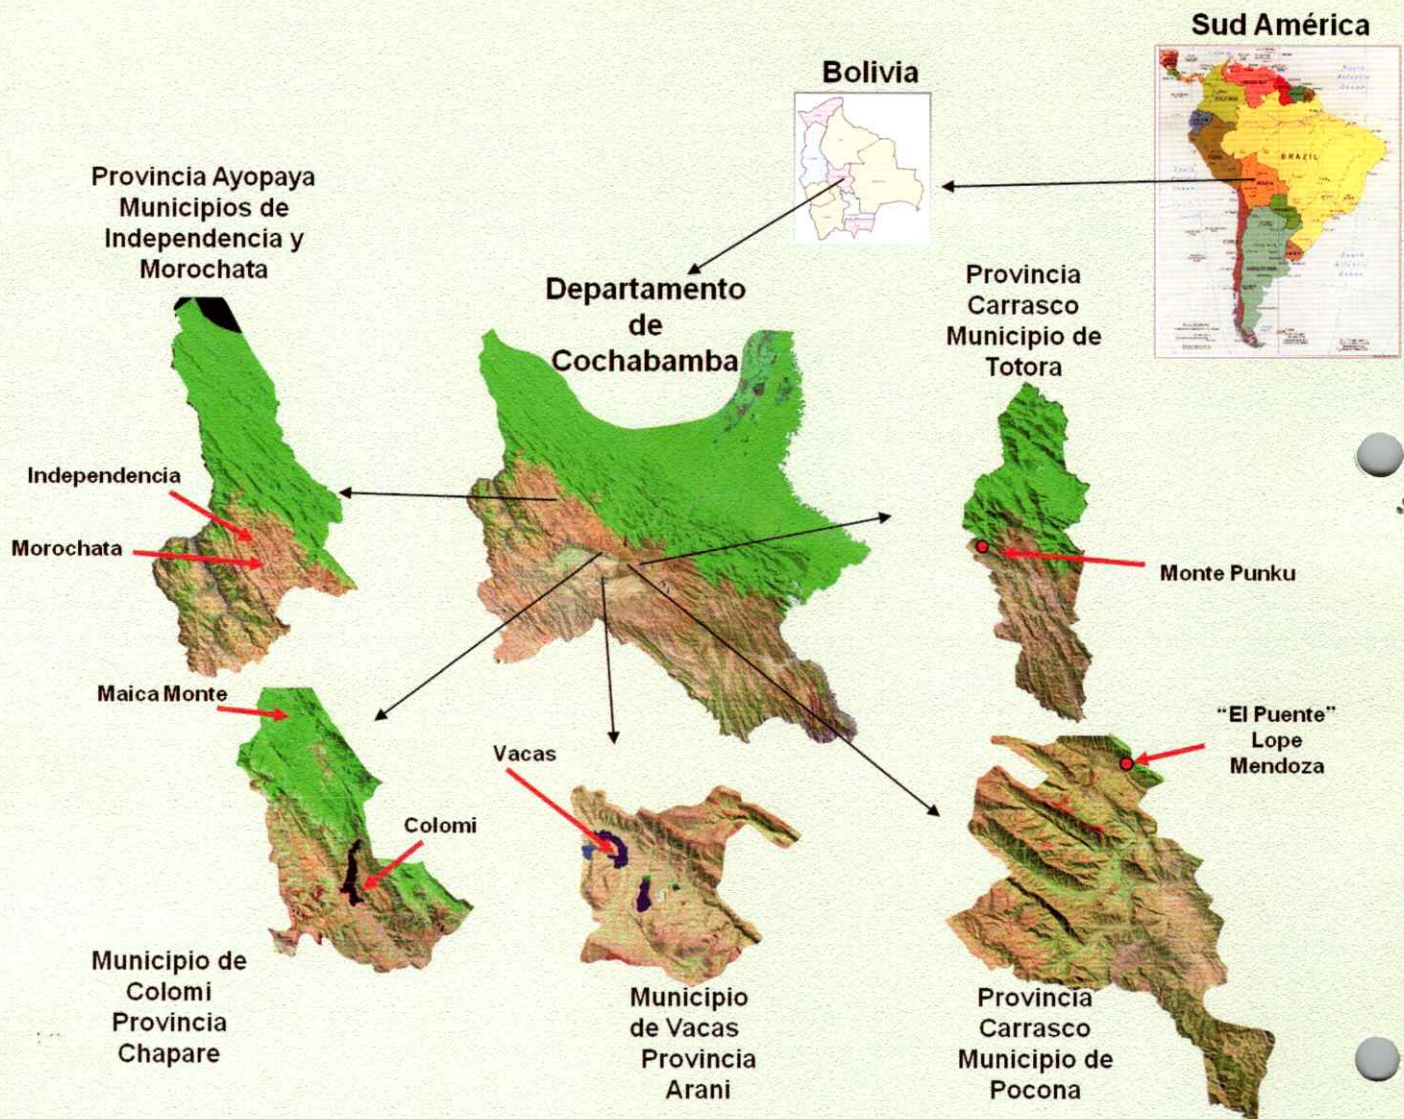 Sud América
Bolivia
BRAZIL
Provincia Ayopaya
Municipios de
Independencia y
Morochata
Departamento
de
Cochabamba
Provincia
Carrasco
Municipio de
Totora
Independencia
Morochata
Monte Punku
Maica Monte
Colomi
Vacas
“El Puente”
Lope
Mendoza
Municipio de
Colomi
Provincia
Chapare
Municipio
de Vacas
Provincia
Arani
Provincia
Carrasco
Municipio de
Pocona